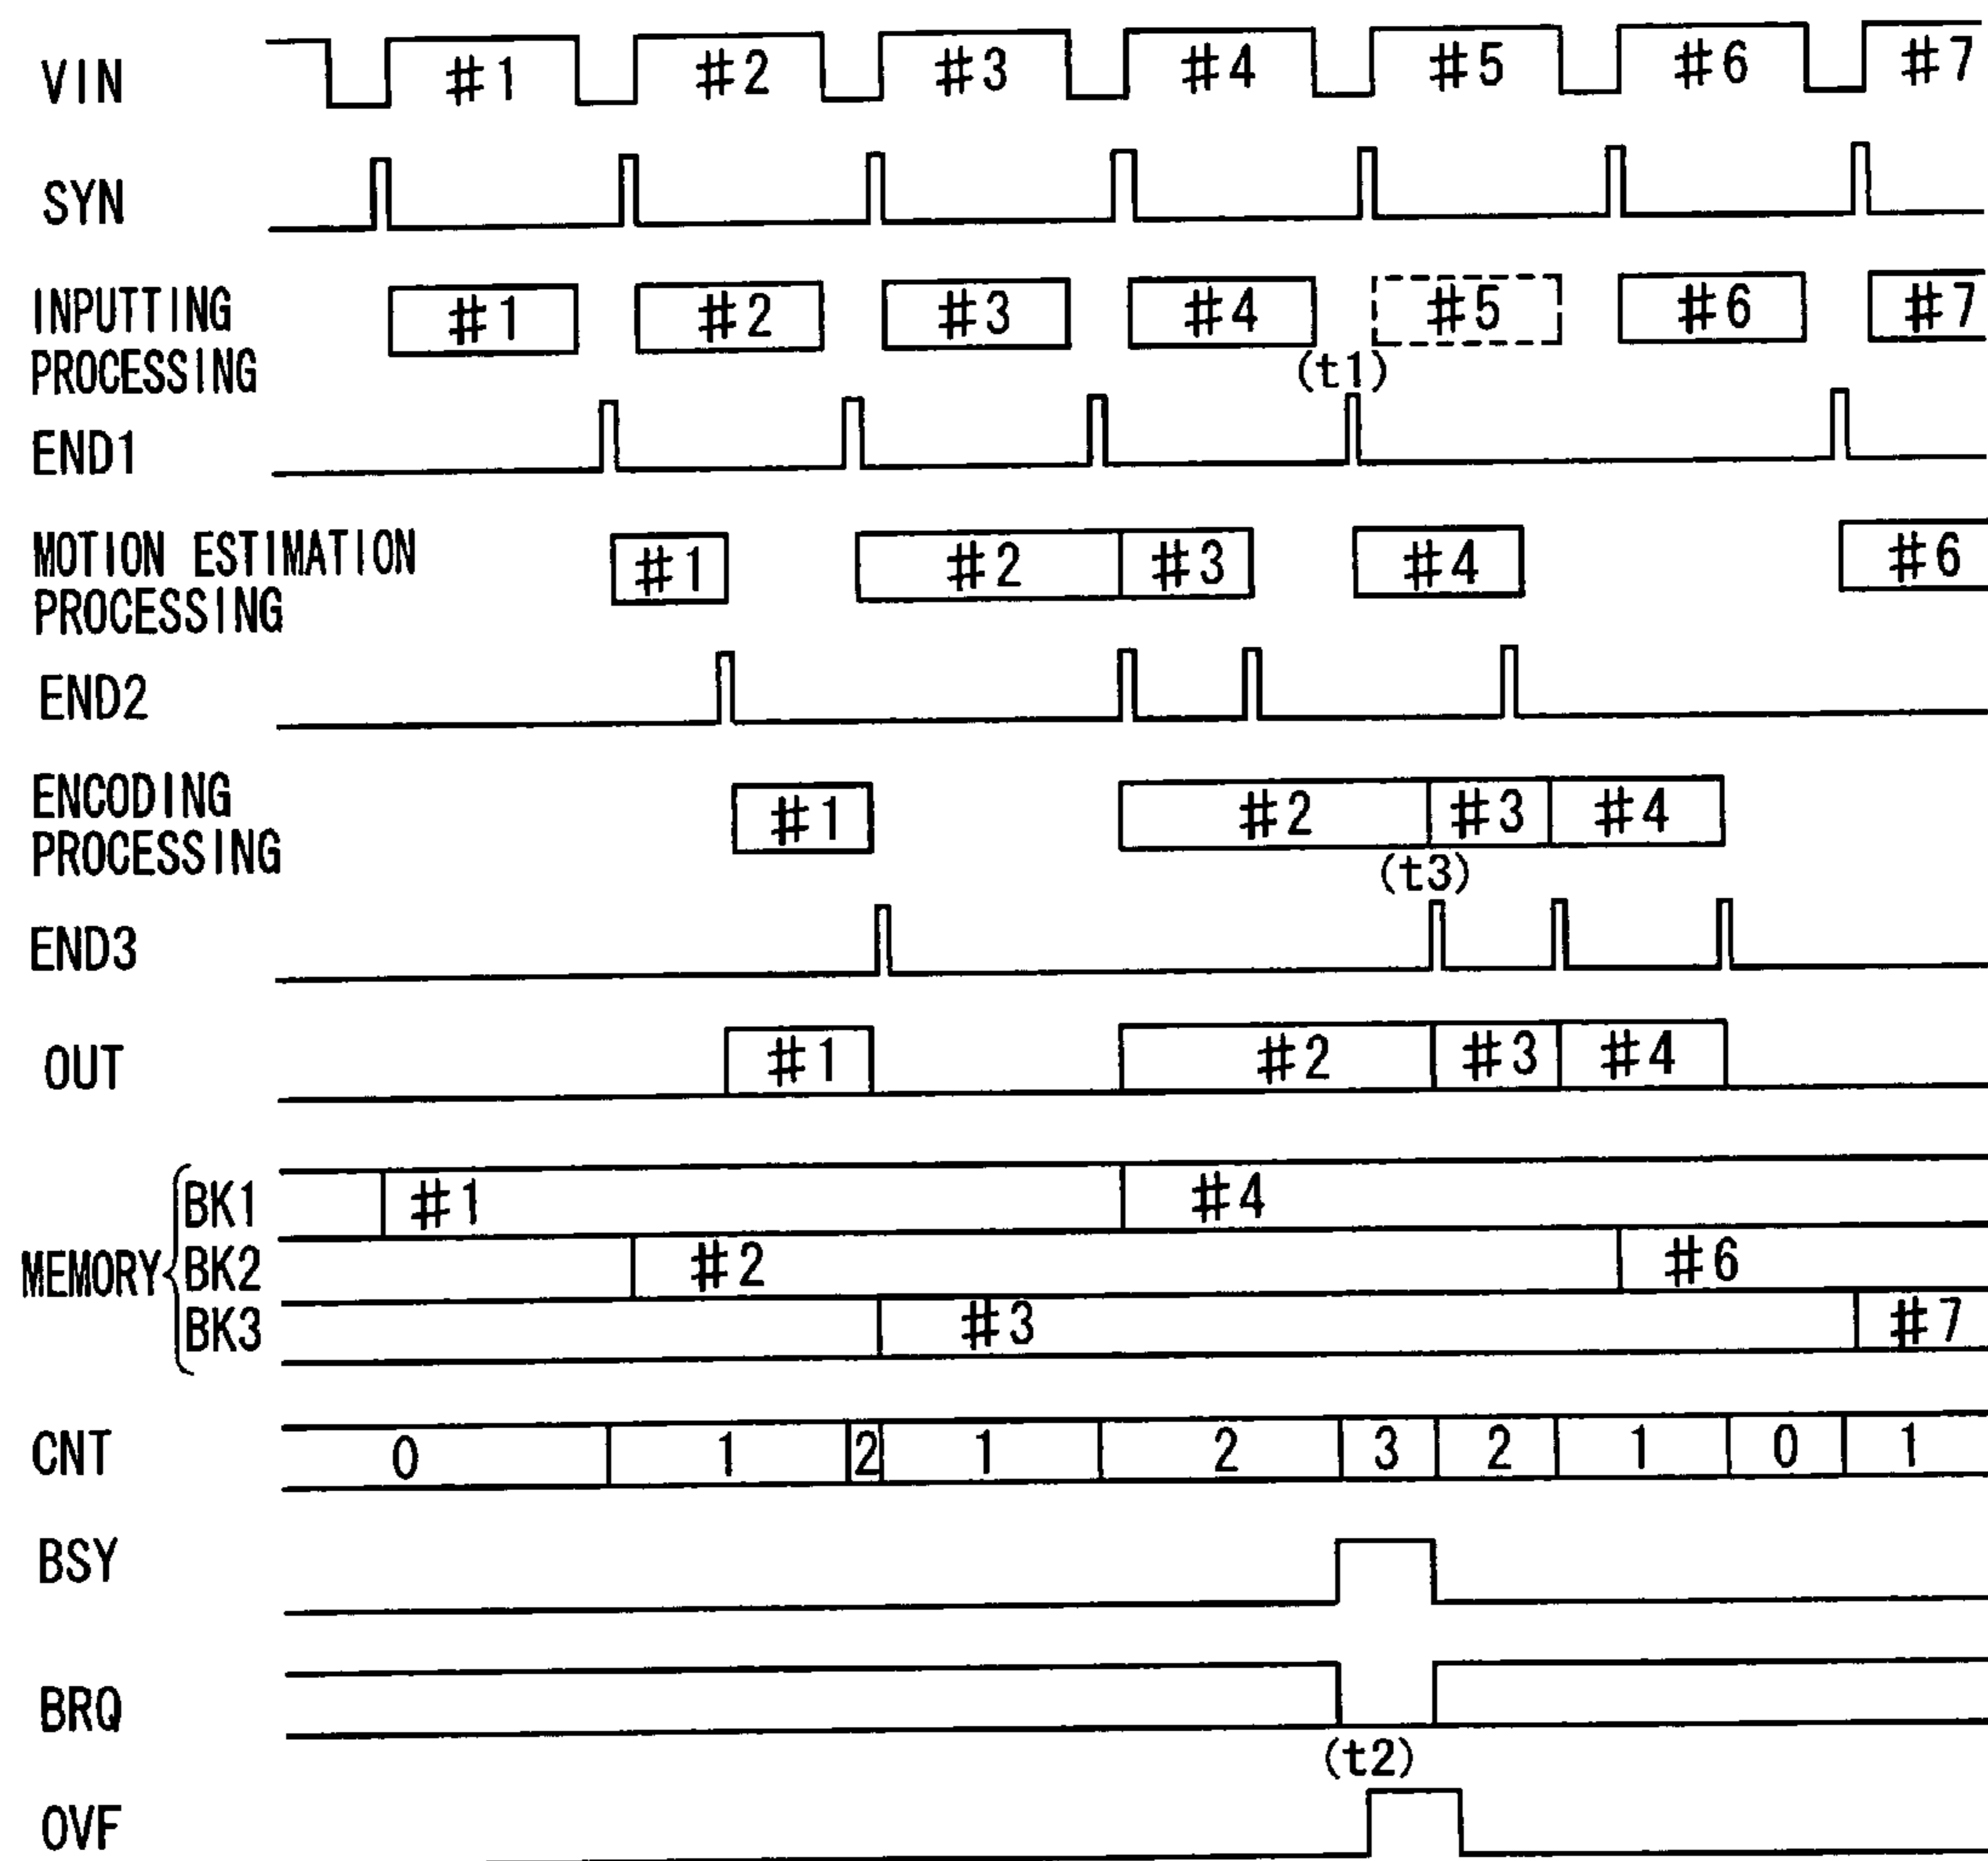 VIN #1 #2 #3 #4 #5 #6 #7
SYN
INPUTTING
PROCESSING
#1 #2 #3 #4 #5 #6 #7
(t1)
END1
MOTION ESTIMATION
PROCESSING
#1 #2 #3 #4 #6
END2
ENCODING
PROCESSING
#1 #2 #3 #4
(t3)
END3
OUT #1 #2 #3 #4
MEMORY
BK1 #1 #4
BK2 #2 #6
BK3 #3 #7
CNT 0 1 2 1 2 3 2 1 0 1
BSY
BRQ
(t2)
OVF